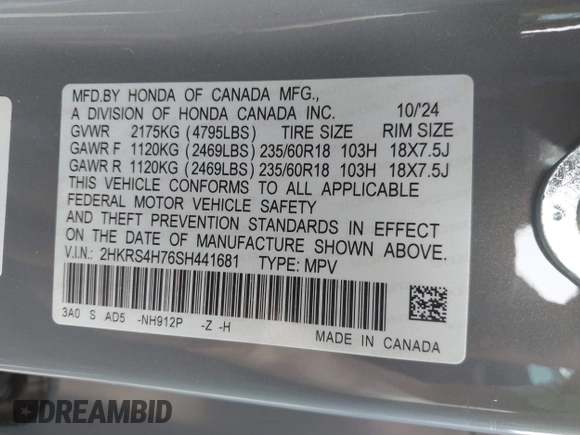 MFD.BY HONDA OF CANADA MFG.,
A DIVISION OF HONDA CANADA INC. 10/'24
GVWR 2175KG (4795LBS) TIRE SIZE RIM SIZE
GAWR F 1120KG (2469LBS) 235/60R18 103H 18X7.5J
GAWR R 1120KG (2469LBS) 235/60R18 103H 18X7.5J
THIS VEHICLE CONFORMS TO ALL APPLICABLE
FEDERAL MOTOR VEHICLE SAFETY
AND THEFT PREVENTION STANDARDS IN EFFECT
ON THE DATE OF MANUFACTURE SHOWN ABOVE.
V.I.N.: 2HKRS4H76SH441681 TYPE: MPV
3A0 S AD5 -NH912P -Z -H
MADE IN CANADA
DREAMBID